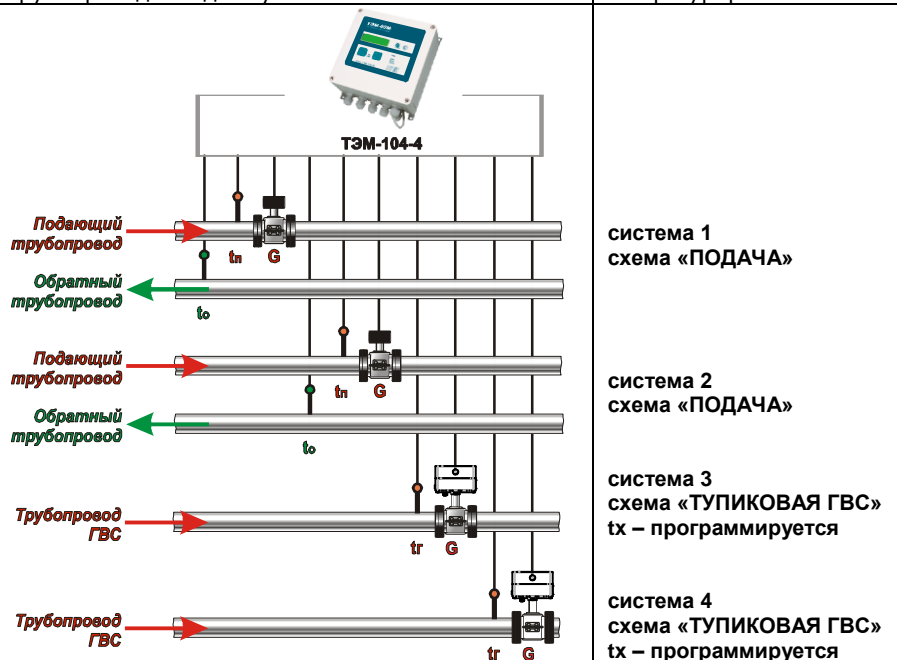 ТЭМ-104-4
Подающий
трубопровод
tп
G
система 1
схема «ПОДАЧА»
Обратный
трубопровод
tо
Подающий
трубопровод
tп
G
система 2
схема «ПОДАЧА»
Обратный
трубопровод
tо
Трубопровод
ГВС
tг
G
система 3
схема «ТУПИКОВАЯ ГВС»
tx – программируется
Трубопровод
ГВС
tг
G
система 4
схема «ТУПИКОВАЯ ГВС»
tx – программируется